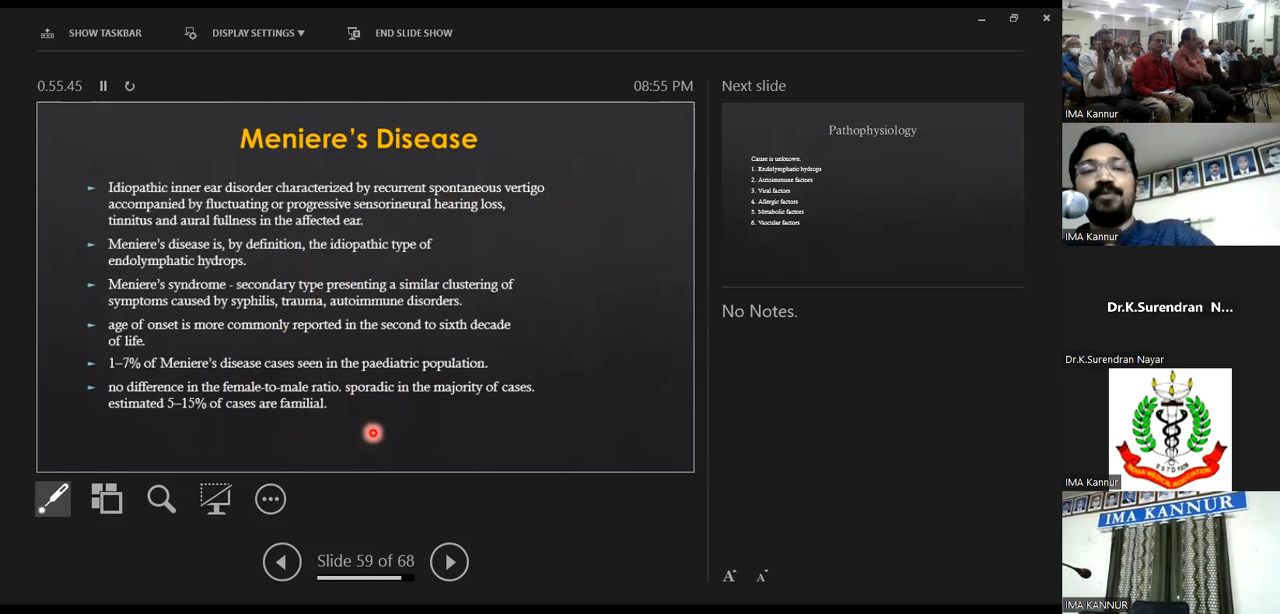 SHOW TASKBAR
DISPLAY SETTINGS ▼
END SLIDE SHOW
0.55.45
08:55 PM
Meniere's Disease
► Idiopathic inner ear disorder characterized by recurrent spontaneous vertigo
accompanied by fluctuating or progressive sensorineural hearing loss,
tinnitus and aural fullness in the affected ear.
► Meniere's disease is, by definition, the idiopathic type of
endolymphatic hydrops.
► Meniere's syndrome - secondary type presenting a similar clustering of
symptoms caused by syphilis, trauma, autoimmune disorders.
► age of onset is more commonly reported in the second to sixth decade
of life.
► 1–7% of Meniere's disease cases seen in the paediatric population.
► no difference in the female-to-male ratio. sporadic in the majority of cases.
estimated 5–15% of cases are familial.
Slide 59 of 68
Next slide
Pathophysiology
Cause is unknown.
1. Endolymphatic hydrops
2. Autoimmune factors
3. Viral factors
4. Allergic factors
5. Metabolic factors
6. Vascular factors
No Notes.
A A
IMA Kannur
IMA Kannur
Dr.K.Surendran N...
Dr.K.Surendran Nayar
INDIAN MEDICAL ASSOCIATION
IMA Kannur
IMA KANNUR
IMA KANNUR